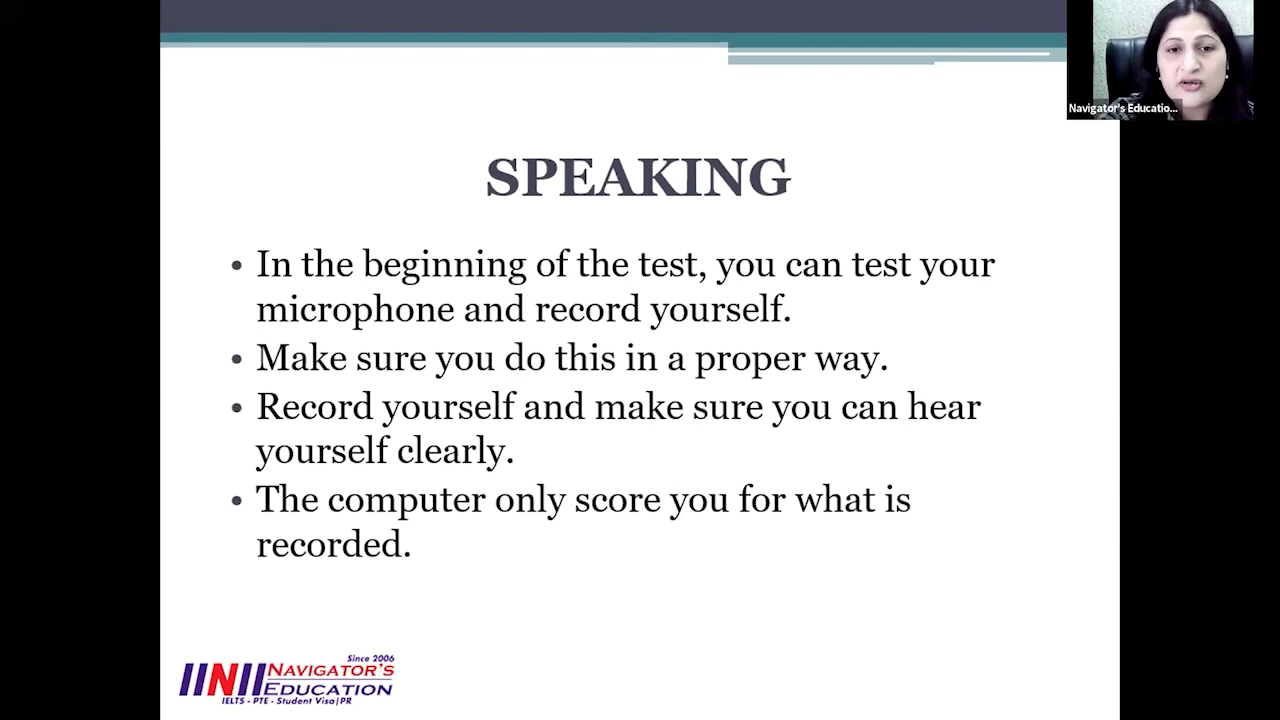 Navigator's Educatio...
SPEAKING
• In the beginning of the test, you can test your
microphone and record yourself.
• Make sure you do this in a proper way.
• Record yourself and make sure you can hear
yourself clearly.
• The computer only score you for what is
recorded.
Since 2006
NAVIGATOR'S
EDUCATION
IELTS - PTE - Student Visa|PR